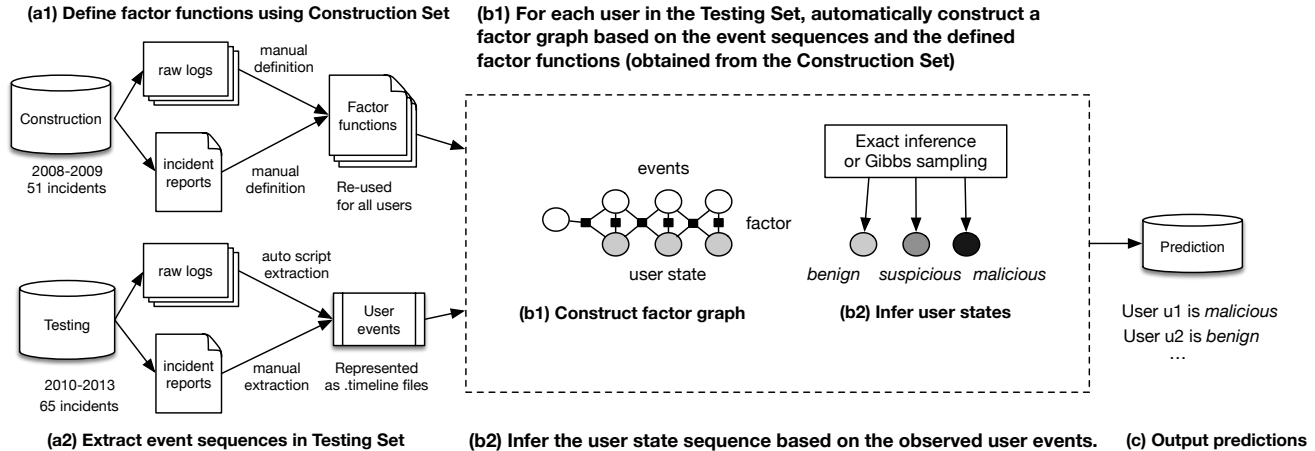 (a1) Define factor functions using Construction Set
Construction
2008-2009
51 incidents
raw logs
incident
reports
manual
definition
manual
definition
Factor
functions
Re-used
for all users
Testing
2010-2013
65 incidents
raw logs
incident
reports
auto script
extraction
manual
extraction
User
events
Represented
as .timeline files
(a2) Extract event sequences in Testing Set
(b1) For each user in the Testing Set, automatically construct a
factor graph based on the event sequences and the defined
factor functions (obtained from the Construction Set)
events
factor
user state
(b1) Construct factor graph
Exact inference
or Gibbs sampling
benign
suspicious
malicious
(b2) Infer user states
(b2) Infer the user state sequence based on the observed user events.
Prediction
User u1 is malicious
User u2 is benign
...
(c) Output predictions